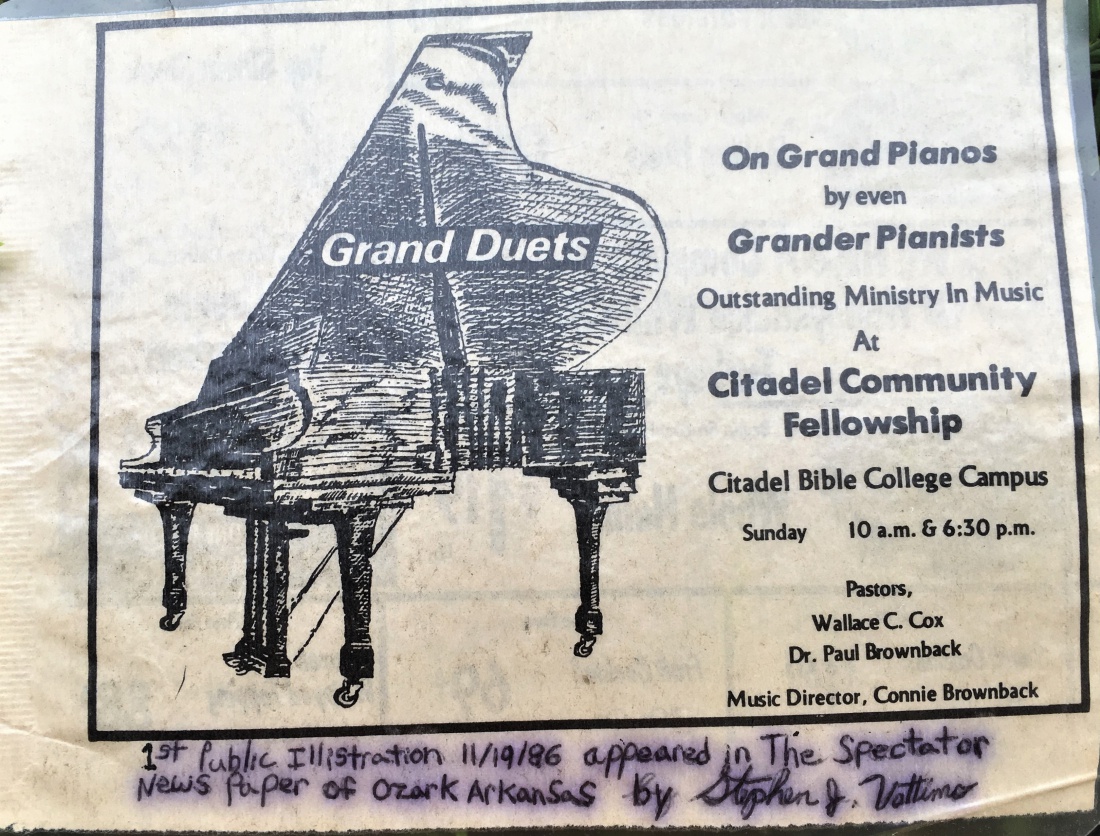 Grand Duets
On Grand Pianos
by even
Grander Pianists
Outstanding Ministry In Music
At
Citadel Community
Fellowship
Citadel Bible College Campus
Sunday 10 a.m. & 6:30 p.m.
Pastors,
Wallace C. Cox
Dr. Paul Brownback
Music Director, Connie Brownback
1st Public Illistration 11/19/86 appeared in The Spectator
News Paper of Ozark Arkansas by Stephen J. Vattimo